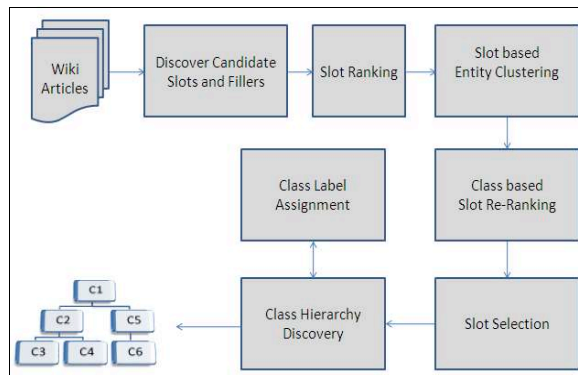 Wiki
Articles
Discover Candidate
Slots and Fillers
Slot Ranking
Slot based
Entity Clustering
Class Label
Assignment
Class based
Slot Re-Ranking
C1
C2
C5
C3
C4
C6
Class Hierarchy
Discovery
Slot Selection